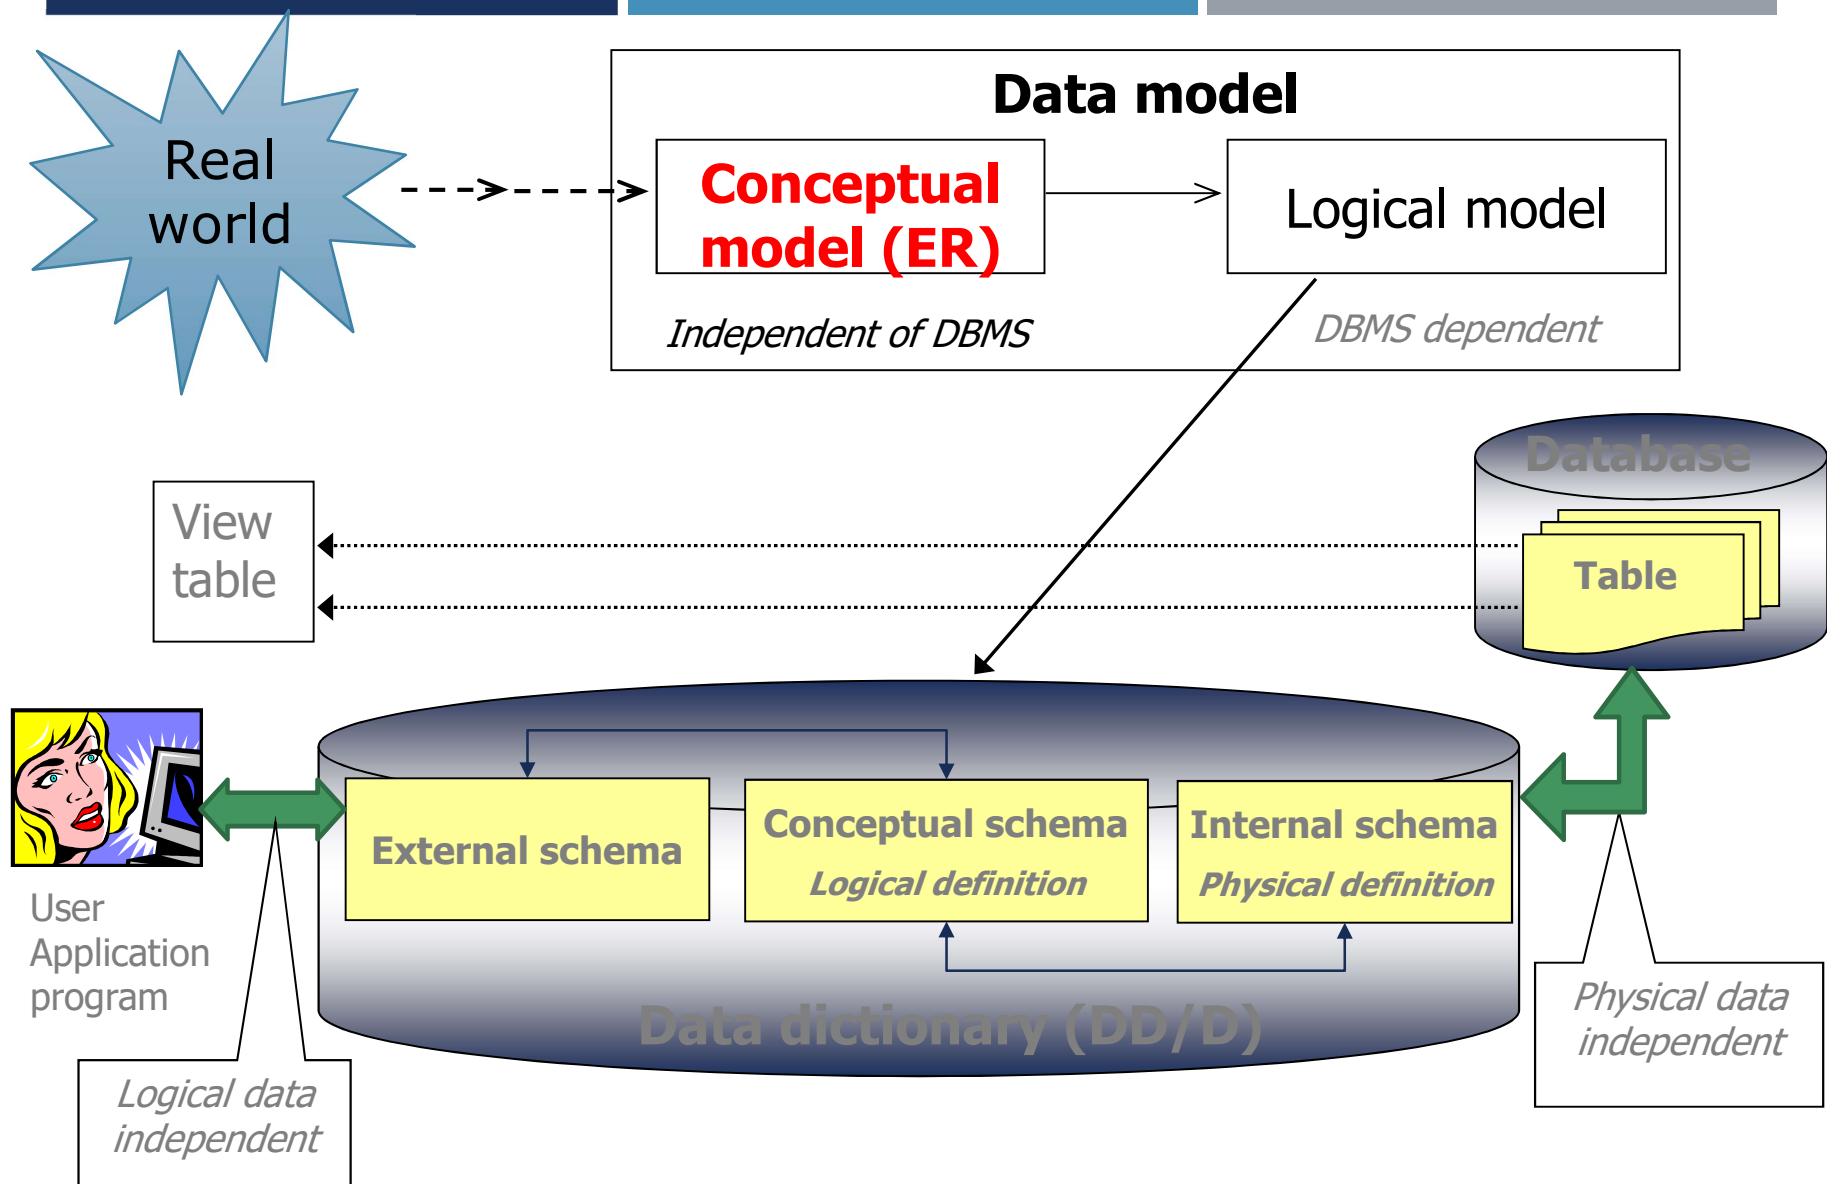 Data model
Real
world
Conceptual
model (ER)
Logical model
Independent of DBMS
DBMS dependent
Database
View
table
Table
External schema
Conceptual schema
Logical definition
Internal schema
Physical definition
User
Application
program
Data dictionary (DD/D)
Physical data
independent
Logical data
independent